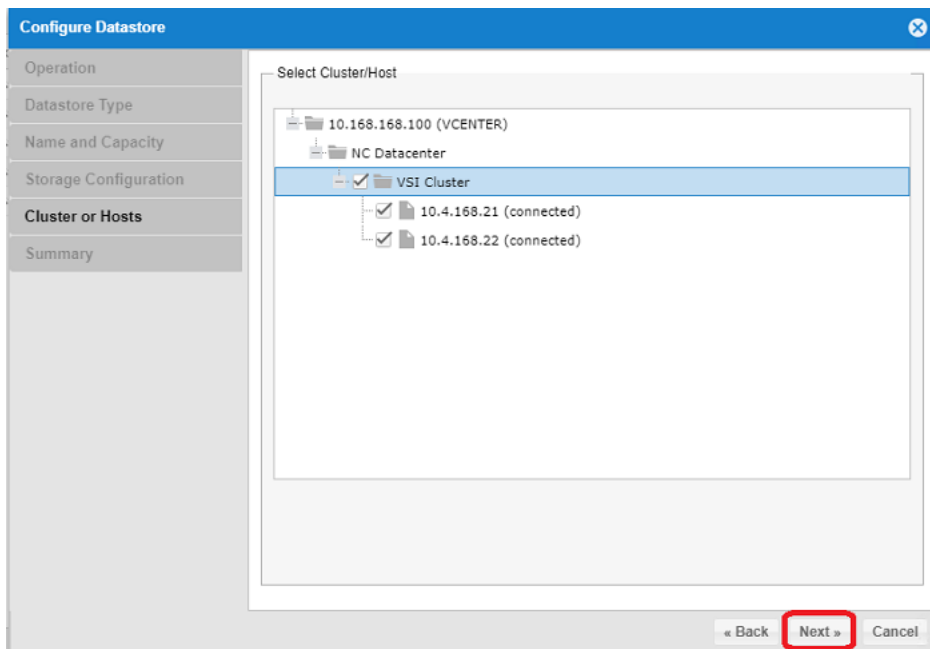 Configure Datastore
Operation
Datastore Type
Name and Capacity
Storage Configuration
Cluster or Hosts
Summary
Select Cluster/Host
10.168.168.100 (VCENTER)
NC Datacenter
VSI Cluster
10.4.168.21 (connected)
10.4.168.22 (connected)
« Back Next » Cancel